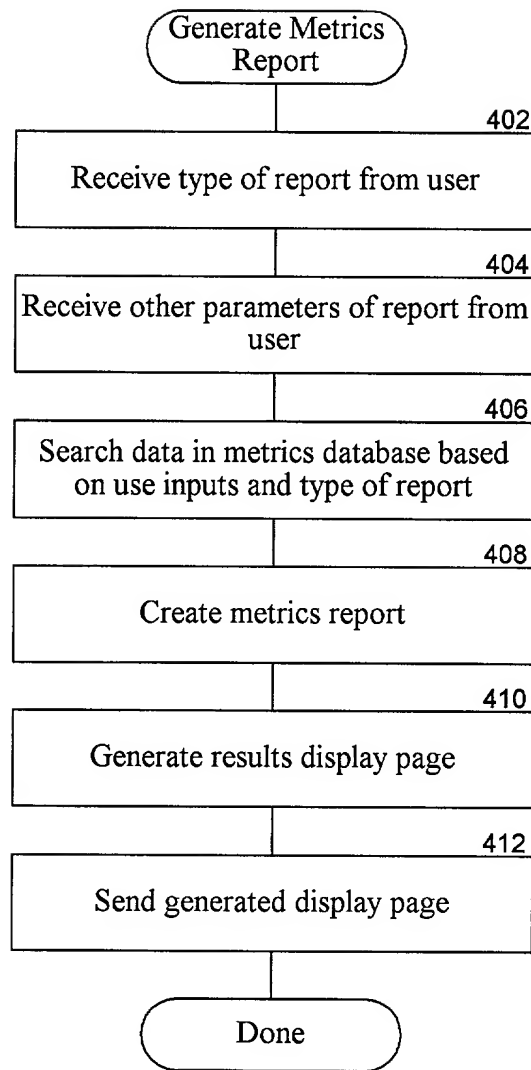 Generate Metrics
Report
402
Receive type of report from user
404
Receive other parameters of report from
user
406
Search data in metrics database based
on use inputs and type of report
408
Create metrics report
410
Generate results display page
412
Send generated display page
Done